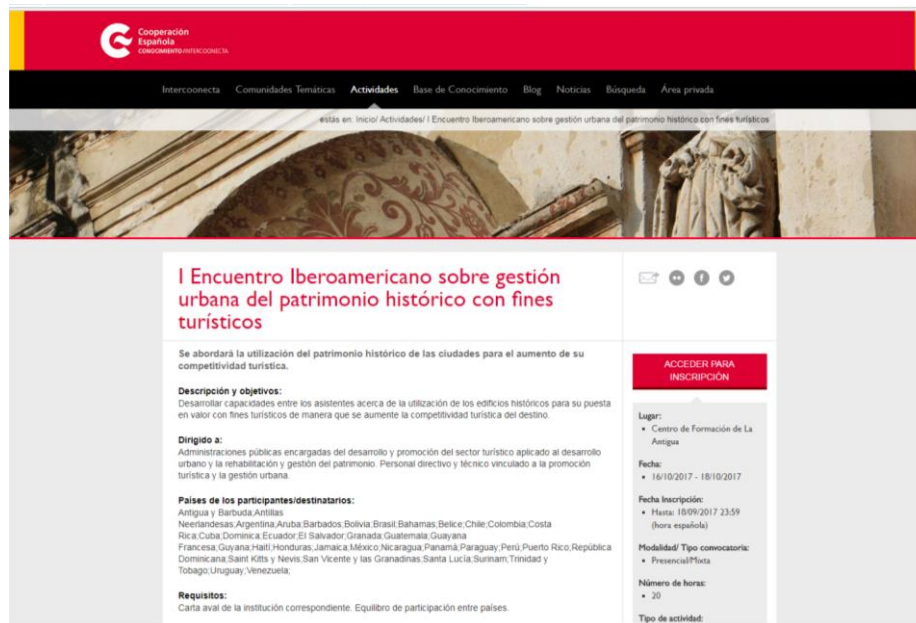 Cooperación
Española
CONOCIMIENTO/INTERCOONECTA
Intercoonecta Comunidades Temáticas Actividades Base de Conocimiento Blog Noticias Búsqueda Área privada
estás en: Inicio/ Actividades/ I Encuentro Iberoamericano sobre gestión urbana del patrimonio histórico con fines turísticos
I Encuentro Iberoamericano sobre gestión
urbana del patrimonio histórico con fines
turísticos
Se abordará la utilización del patrimonio histórico de las ciudades para el aumento de su
competitividad turística.
Descripción y objetivos:
Desarrollar capacidades entre los asistentes acerca de la utilización de los edificios históricos para su puesta
en valor con fines turísticos de manera que se aumente la competitividad turística del destino.
Dirigido a:
Administraciones públicas encargadas del desarrollo y promoción del sector turístico aplicado al desarrollo
urbano y la rehabilitación y gestión del patrimonio. Personal directivo y técnico vinculado a la promoción
turística y la gestión urbana.
Países de los participantes/destinatarios:
Antigua y Barbuda;Antillas
Neerlandesas;Argentina;Aruba;Barbados;Bolivia;Brasil;Bahamas;Belice;Chile;Colombia;Costa
Rica;Cuba;Dominica;Ecuador;El Salvador;Granada;Guatemala;Guayana
Francesa;Guyana;Haití;Honduras;Jamaica;México;Nicaragua;Panamá;Paraguay;Perú;Puerto Rico;República
Dominicana;Saint Kitts y Nevis;San Vicente y las Granadinas;Santa Lucía;Surinam;Trinidad y
Tobago;Uruguay;Venezuela;
Requisitos:
Carta aval de la institución correspondiente. Equilibro de participación entre países.
ACCEDER PARA
INSCRIPCIÓN
Lugar:
Centro de Formación de La
Antigua
Fecha:
16/10/2017 - 18/10/2017
Fecha Inscripción:
Hasta: 18/09/2017 23:59
(hora española)
Modalidad/ Tipo convocatoria:
Presencial/Mixta
Número de horas:
20
Tipo de actividad: